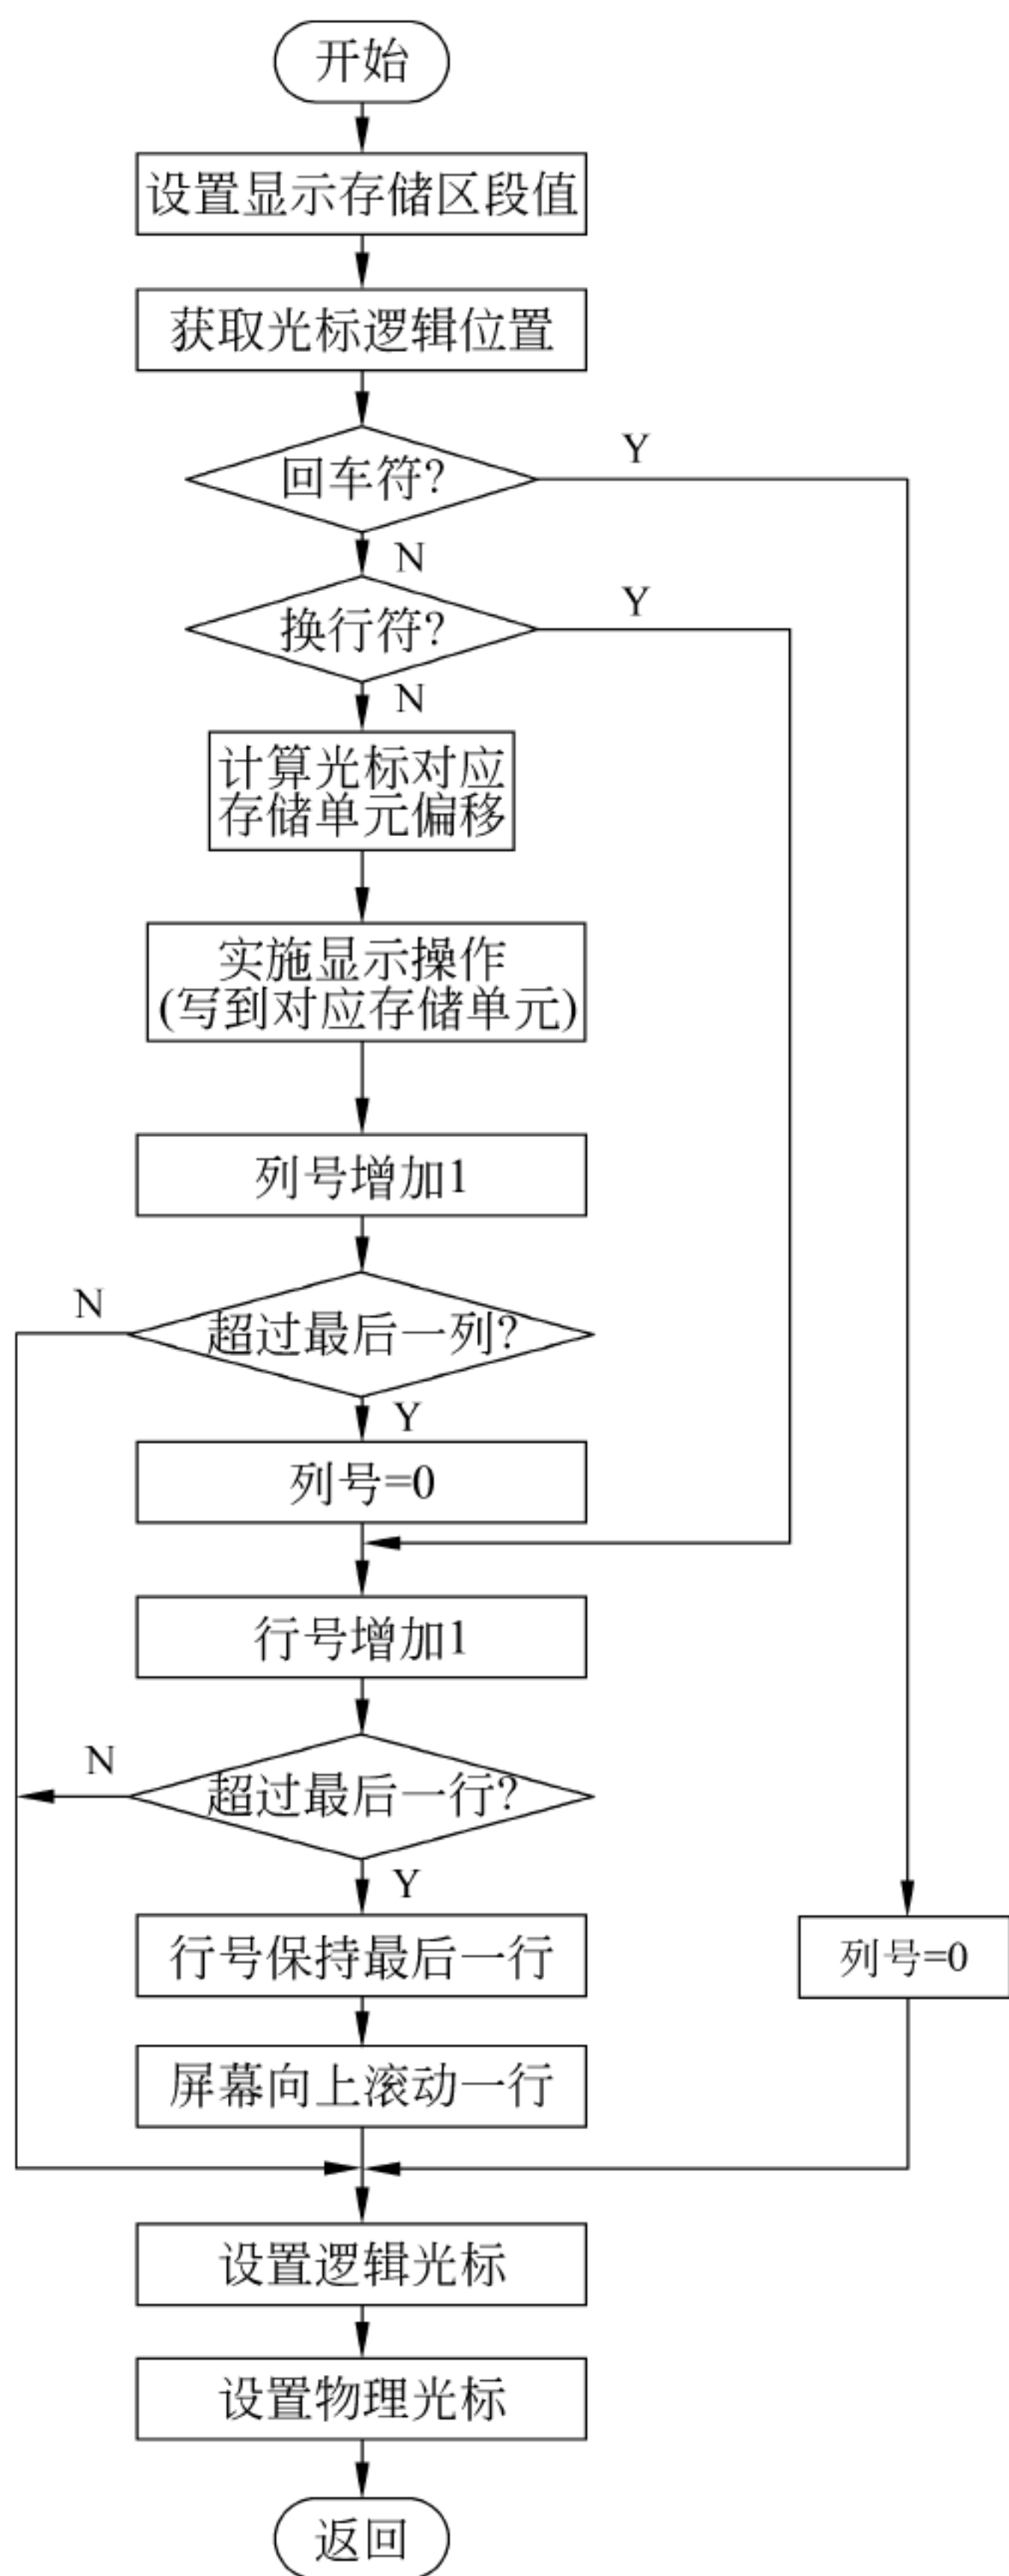 开始
设置显示存储区段值
获取光标逻辑位置
回车符?
Y
N
换行符?
Y
N
计算光标对应
存储单元偏移
实施显示操作
(写到对应存储单元)
列号增加1
超过最后一列?
N
Y
列号=0
行号增加1
超过最后一行?
N
Y
行号保持最后一行
列号=0
屏幕向上滚动一行
设置逻辑光标
设置物理光标
返回